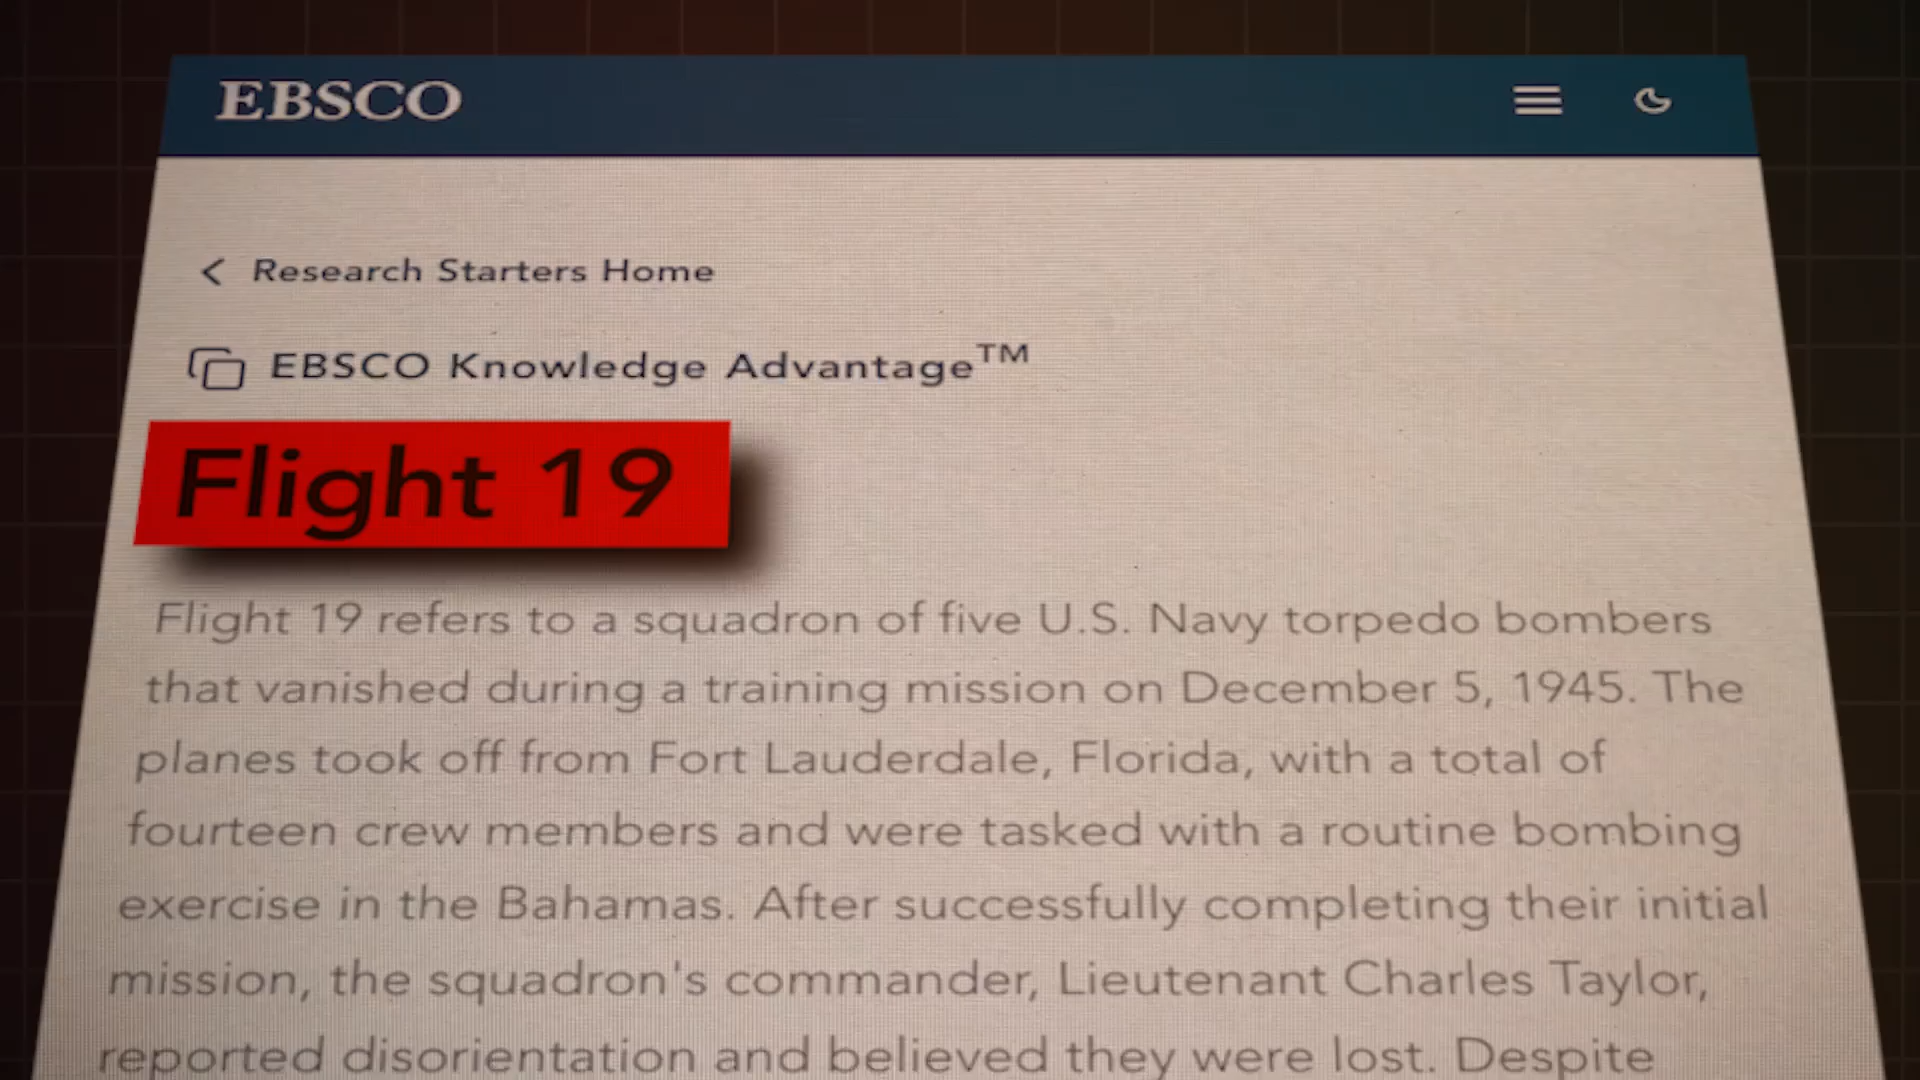 EBSCO
Research Starters Home
EBSCO Knowledge Advantage™
Flight 19
Flight 19 refers to a squadron of five U.S. Navy torpedo bombers
that vanished during a training mission on December 5, 1945. The
planes took off from Fort Lauderdale, Florida, with a total of
fourteen crew members and were tasked with a routine bombing
exercise in the Bahamas. After successfully completing their initial
mission, the squadron's commander, Lieutenant Charles Taylor,
reported disorientation and believed they were lost. Despite